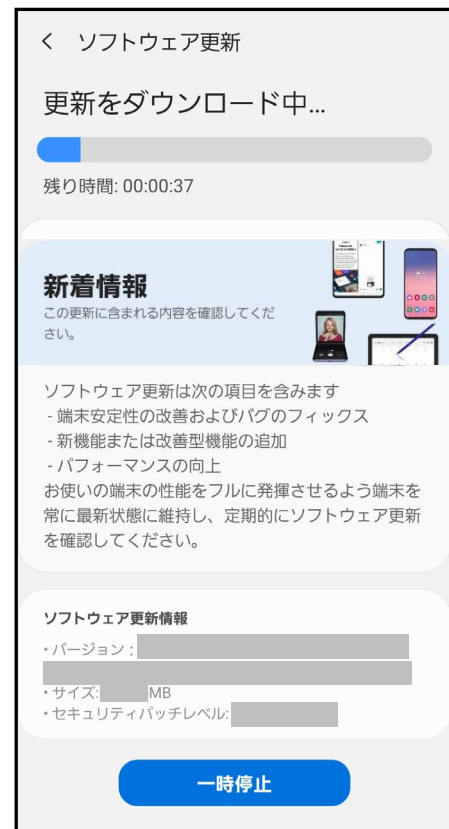 ソフトウェア更新
更新をダウンロード中...
残り時間: 00:00:37
新着情報
この更新に含まれる内容を確認してくだ
さい。
ソフトウェア更新は次の項目を含みます
- 端末安定性の改善およびバグのフィックス
- 新機能または改善型機能の追加
- パフォーマンスの向上
お使いの端末の性能をフルに発揮させるよう端末を
常に最新状態に維持し、定期的にソフトウェア更新
を確認してください。
ソフトウェア更新情報
・バージョン :
・サイズ: MB
・セキュリティパッチレベル:
一時停止